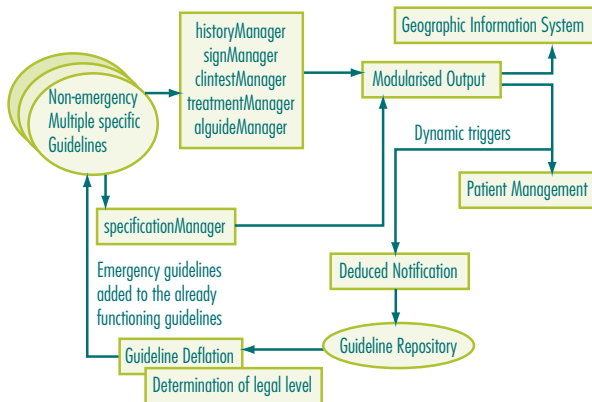 historyManager
signManager
clintestManager
treatmentManager
alguideManager
Geographic Information System
Non-emergency
Multiple specific
Guidelines
Modularised Output
Dynamic triggers
Patient Management
specificationManager
Deduced Notification
Emergency guidelines
added to the already
functioning guidelines
Guideline Repository
Guideline Deflation
Determination of legal level